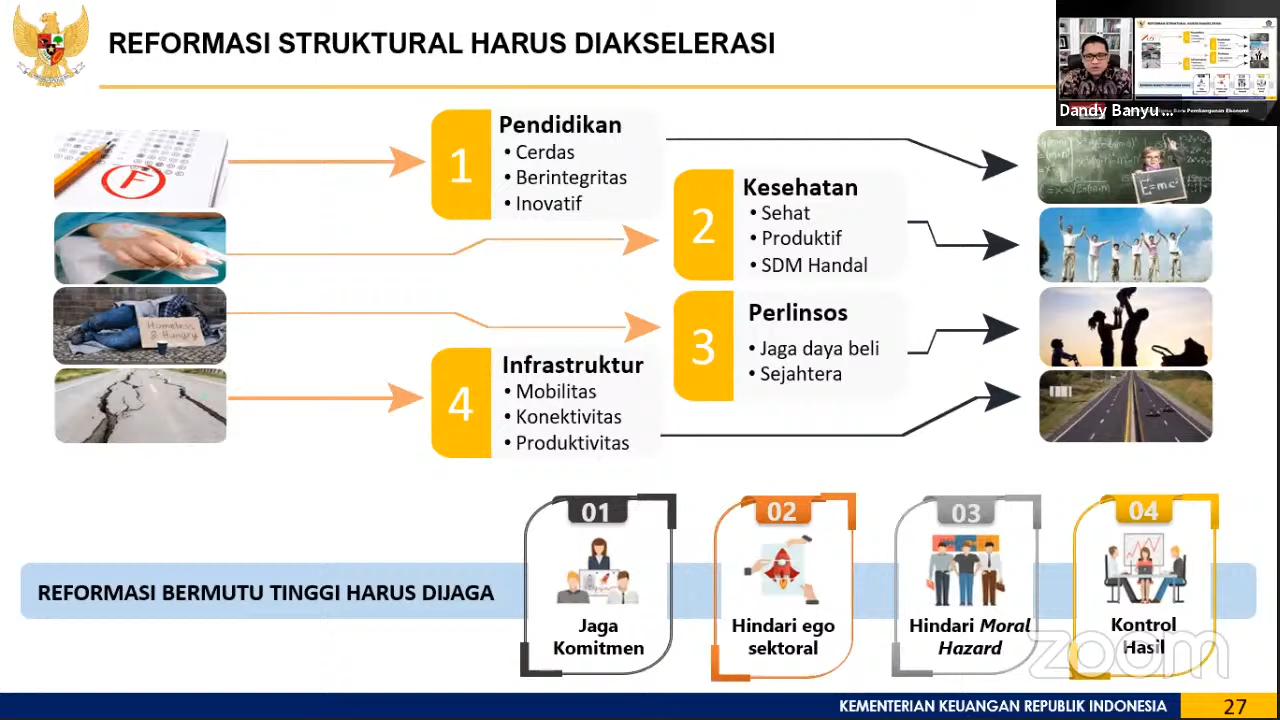 REFORMASI STRUKTURAL HARUS DIAKSELERASI
Dandy Banyu ...
1
Pendidikan
• Cerdas
• Berintegritas
• Inovatif
2
Kesehatan
• Sehat
• Produktif
• SDM Handal
3
Perlinsos
• Jaga daya beli
• Sejahtera
4
Infrastruktur
• Mobilitas
• Konektivitas
• Produktivitas
F
Homeless
& Hungry
E=mc²
REFORMASI BERMUTU TINGGI HARUS DIJAGA
01
Jaga
Komitmen
02
Hindari ego
sektoral
03
Hindari Moral
Hazard
04
Kontrol
Hasil
zoom
KEMENTERIAN KEUANGAN REPUBLIK INDONESIA
27